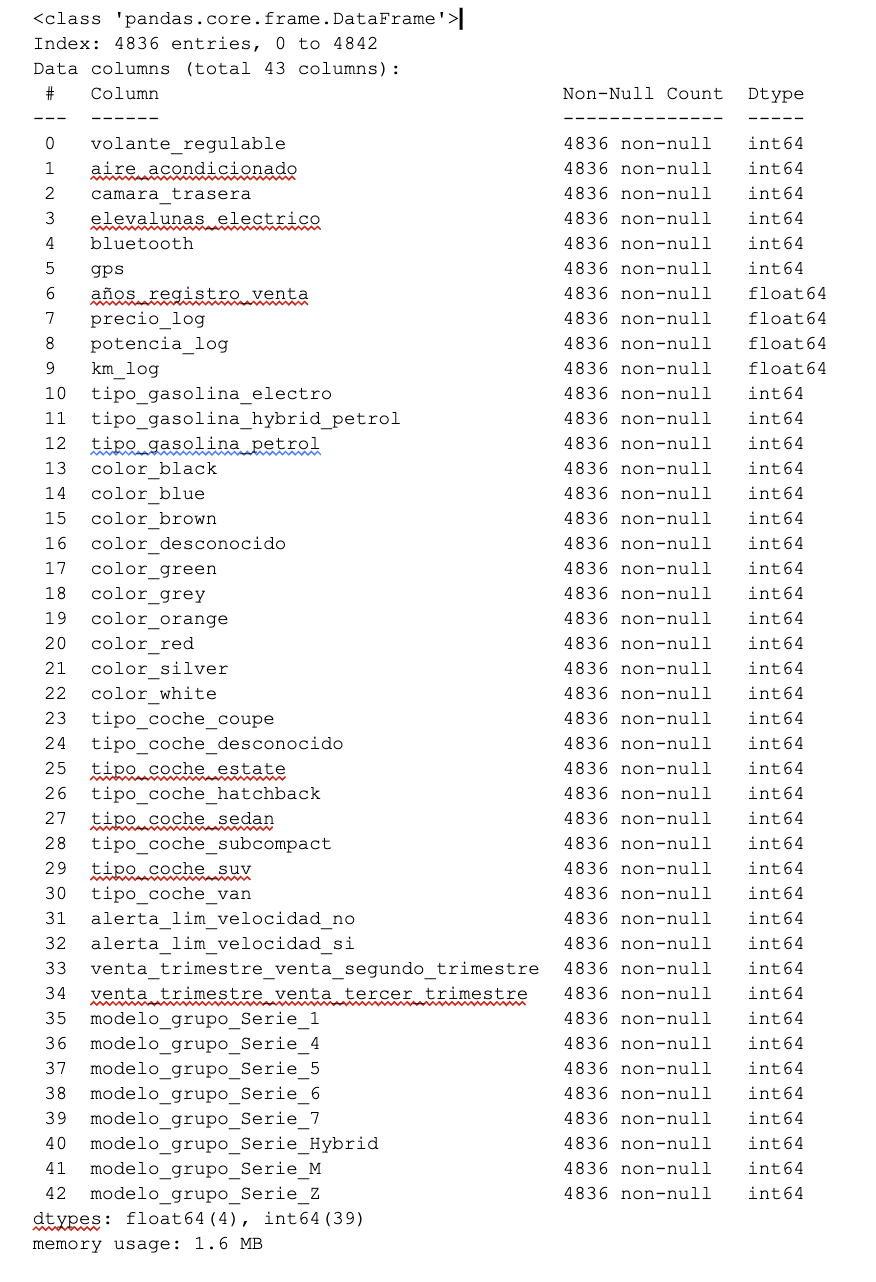 <class 'pandas.core.frame.DataFrame'>
Index: 4836 entries, 0 to 4842
Data columns (total 43 columns):
 #   Column                                 Non-Null Count  Dtype
---  ------                                 --------------  -----
 0   volante_regulable                      4836 non-null   int64
 1   aire_acondicionado                     4836 non-null   int64
 2   camara_trasera                         4836 non-null   int64
 3   elevalunas_electrico                   4836 non-null   int64
 4   bluetooth                              4836 non-null   int64
 5   gps                                    4836 non-null   int64
 6   años_registro_venta                    4836 non-null   float64
 7   precio_log                             4836 non-null   float64
 8   potencia_log                           4836 non-null   float64
 9   km_log                                 4836 non-null   float64
 10  tipo_gasolina_electro                  4836 non-null   int64
 11  tipo_gasolina_hybrid_petrol            4836 non-null   int64
 12  tipo_gasolina_petrol                   4836 non-null   int64
 13  color_black                            4836 non-null   int64
 14  color_blue                             4836 non-null   int64
 15  color_brown                            4836 non-null   int64
 16  color_desconocido                      4836 non-null   int64
 17  color_green                            4836 non-null   int64
 18  color_grey                             4836 non-null   int64
 19  color_orange                           4836 non-null   int64
 20  color_red                              4836 non-null   int64
 21  color_silver                           4836 non-null   int64
 22  color_white                            4836 non-null   int64
 23  tipo_coche_coupe                       4836 non-null   int64
 24  tipo_coche_desconocido                 4836 non-null   int64
 25  tipo_coche_estate                      4836 non-null   int64
 26  tipo_coche_hatchback                   4836 non-null   int64
 27  tipo_coche_sedan                       4836 non-null   int64
 28  tipo_coche_subcompact                  4836 non-null   int64
 29  tipo_coche_suv                         4836 non-null   int64
 30  tipo_coche_van                         4836 non-null   int64
 31  alerta_lim_velocidad_no                4836 non-null   int64
 32  alerta_lim_velocidad_si                4836 non-null   int64
 33  venta_trimestre_venta_segundo_trimestre  4836 non-null   int64
 34  venta_trimestre_venta_tercer_trimestre  4836 non-null   int64
 35  modelo_grupo_Serie_1                   4836 non-null   int64
 36  modelo_grupo_Serie_4                   4836 non-null   int64
 37  modelo_grupo_Serie_5                   4836 non-null   int64
 38  modelo_grupo_Serie_6                   4836 non-null   int64
 39  modelo_grupo_Serie_7                   4836 non-null   int64
 40  modelo_grupo_Serie_Hybrid              4836 non-null   int64
 41  modelo_grupo_Serie_M                   4836 non-null   int64
 42  modelo_grupo_Serie_Z                   4836 non-null   int64
dtypes: float64(4), int64(39)
memory usage: 1.6 MB